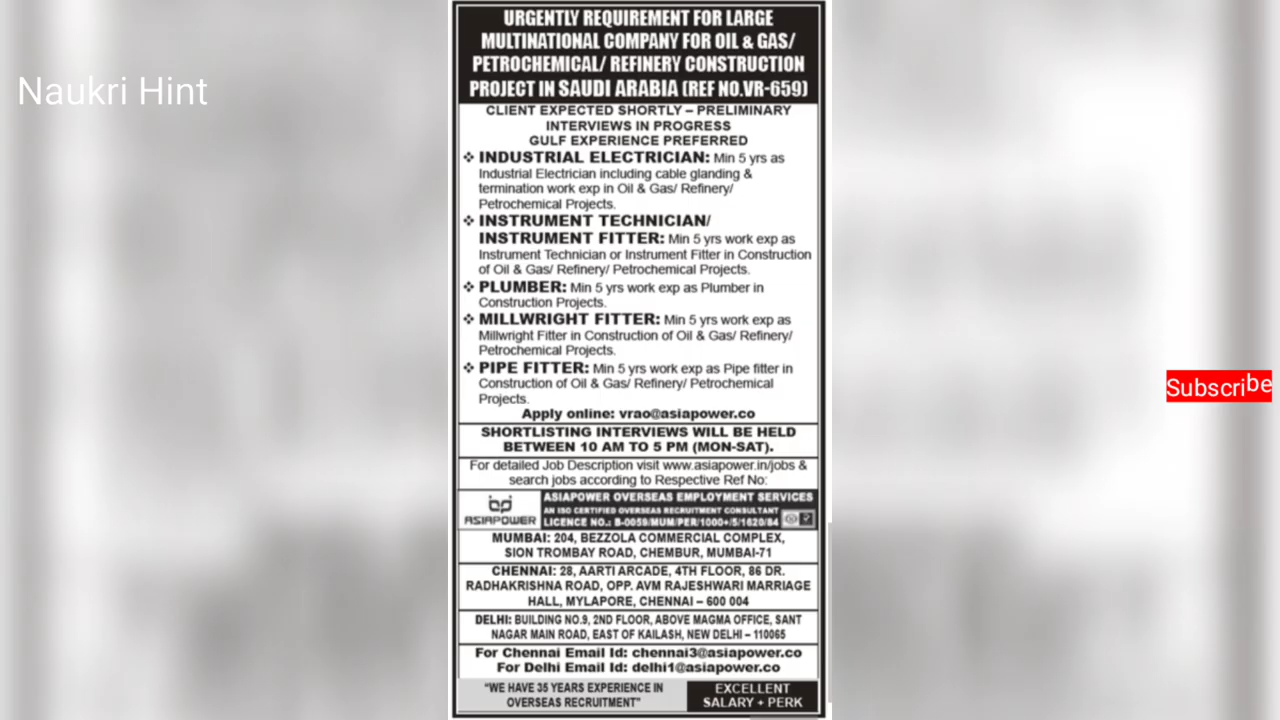 Naukri Hint
URGENTLY REQUIREMENT FOR LARGE
MULTINATIONAL COMPANY FOR OIL & GAS/
PETROCHEMICAL/ REFINERY CONSTRUCTION
PROJECT IN SAUDI ARABIA (REF NO.VR-659)
CLIENT EXPECTED SHORTLY – PRELIMINARY
INTERVIEWS IN PROGRESS
GULF EXPERIENCE PREFERRED
❖ INDUSTRIAL ELECTRICIAN: Min 5 yrs as
Industrial Electrician including cable glanding &
termination work exp in Oil & Gas/ Refinery/
Petrochemical Projects.
❖ INSTRUMENT TECHNICIAN/
INSTRUMENT FITTER: Min 5 yrs work exp as
Instrument Technician or Instrument Fitter in Construction
of Oil & Gas/ Refinery/ Petrochemical Projects.
❖ PLUMBER: Min 5 yrs work exp as Plumber in
Construction Projects.
❖ MILLWRIGHT FITTER: Min 5 yrs work exp as
Millwright Fitter in Construction of Oil & Gas/ Refinery/
Petrochemical Projects.
❖ PIPE FITTER: Min 5 yrs work exp as Pipe fitter in
Construction of Oil & Gas/ Refinery/ Petrochemical
Projects.
Apply online: vrao@asiapower.co
SHORTLISTING INTERVIEWS WILL BE HELD
BETWEEN 10 AM TO 5 PM (MON-SAT).
For detailed Job Description visit www.asiapower.in/jobs &
search jobs according to Respective Ref No:
ASIAPOWER
ASIAPOWER OVERSEAS EMPLOYMENT SERVICES
AN ISO CERTIFIED OVERSEAS RECRUITMENT CONSULTANT
LICENCE NO.: B-0059/MUM/PER/1000+/5/1620/84
MUMBAI: 204, BEZZOLA COMMERCIAL COMPLEX,
SION TROMBAY ROAD, CHEMBUR, MUMBAI-71
CHENNAI: 28, AARTI ARCADE, 4TH FLOOR, 86 DR.
RADHAKRISHNA ROAD, OPP. AVM RAJESHWARI MARRIAGE
HALL, MYLAPORE, CHENNAI – 600 004
DELHI: BUILDING NO.9, 2ND FLOOR, ABOVE MAGMA OFFICE, SANT
NAGAR MAIN ROAD, EAST OF KAILASH, NEW DELHI – 110065
For Chennai Email Id: chennai3@asiapower.co
For Delhi Email Id: delhi1@asiapower.co
"WE HAVE 35 YEARS EXPERIENCE IN
OVERSEAS RECRUITMENT"
EXCELLENT
SALARY + PERK
Subscribe